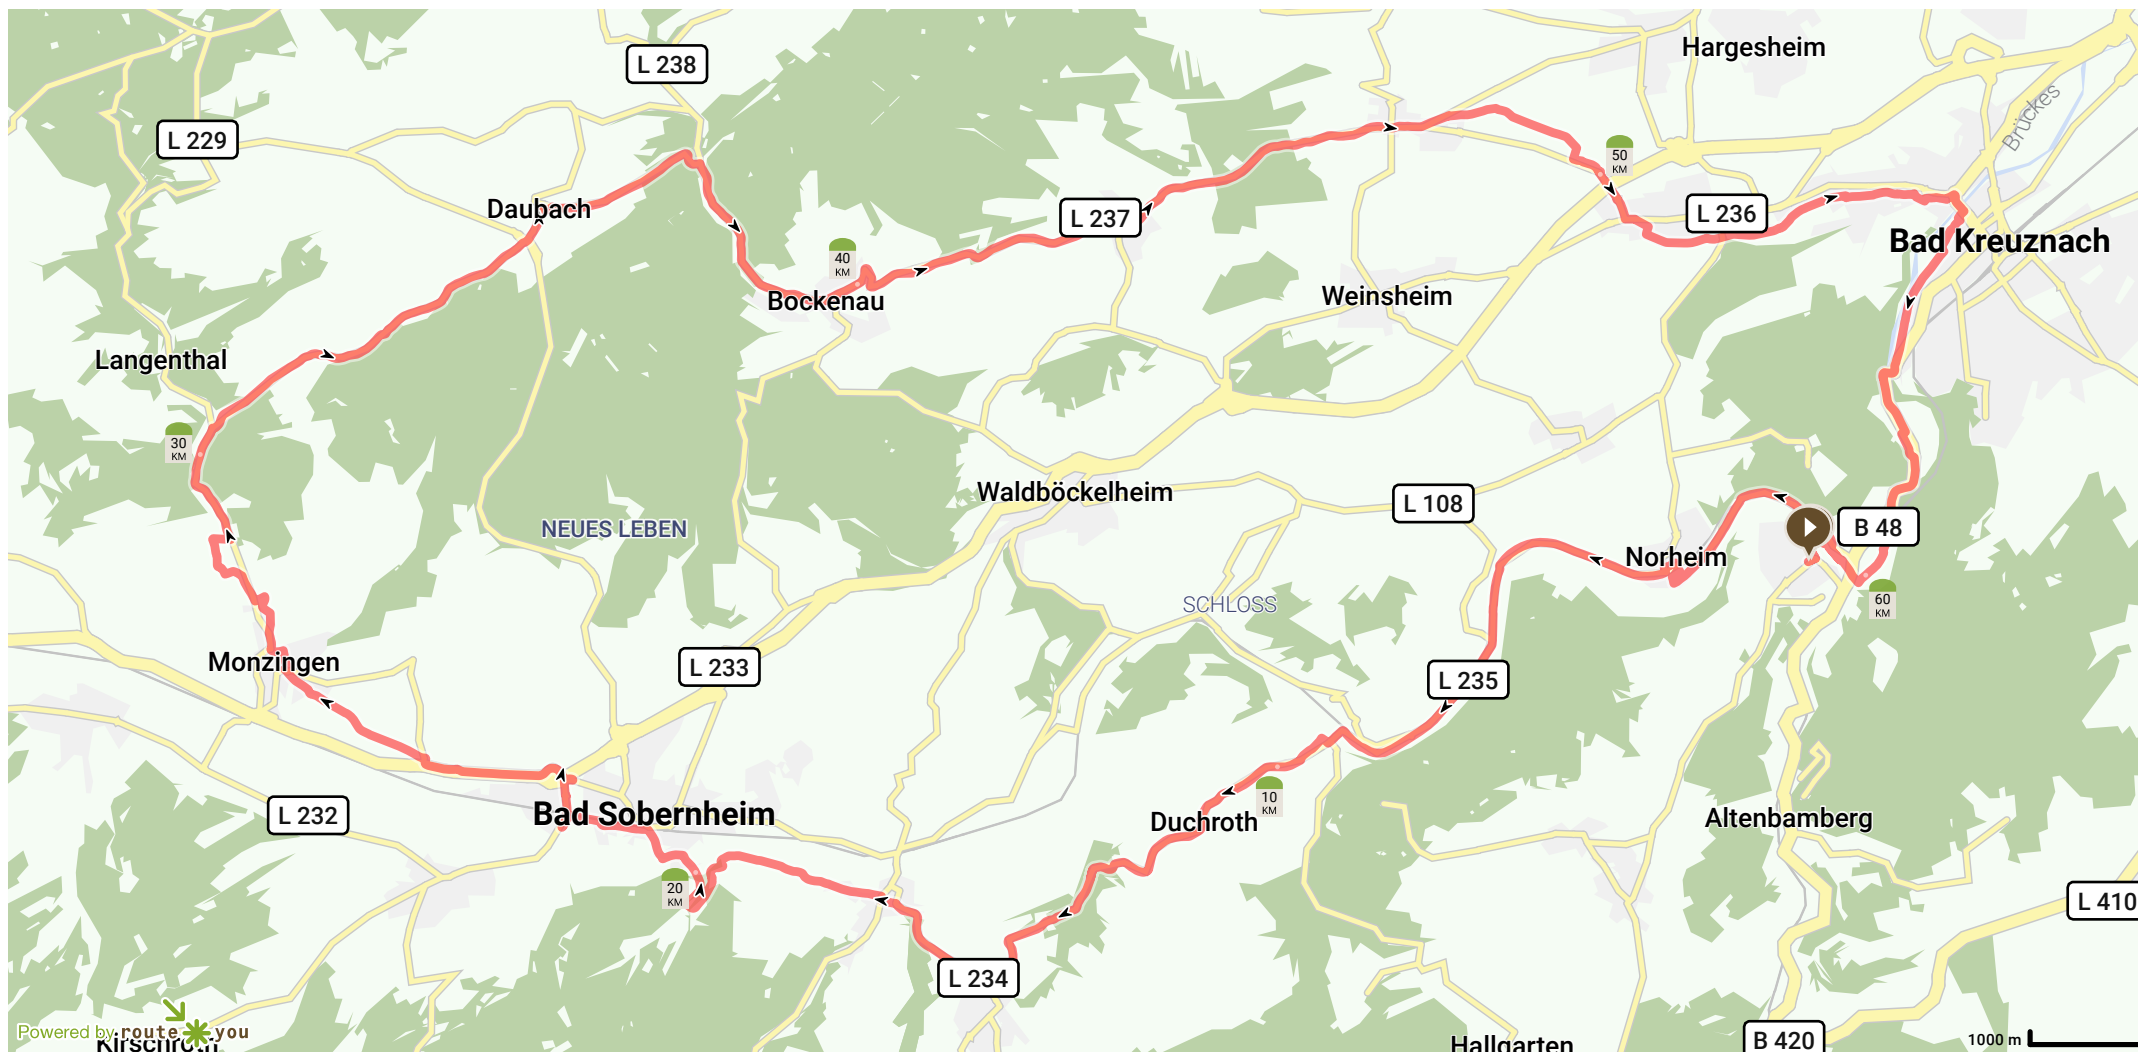 Hargesheim
L 238
Brückes
L 229
50
KM
Daubach
L 237
L 236
Bad Kreuznach
40
KM
Bockenau
Weinsheim
Langenthal
30
KM
Waldböckelheim
L 108
NEUES LEBEN
B 48
Norheim
SCHLOSS
60
KM
Monzingen
L 233
L 235
10
KM
L 232
Bad Sobernheim
Duchroth
Altenbamberg
20
KM
L 410
L 234
Powered by route you
Kirschroth
Hallgarten
B 420
1000 m